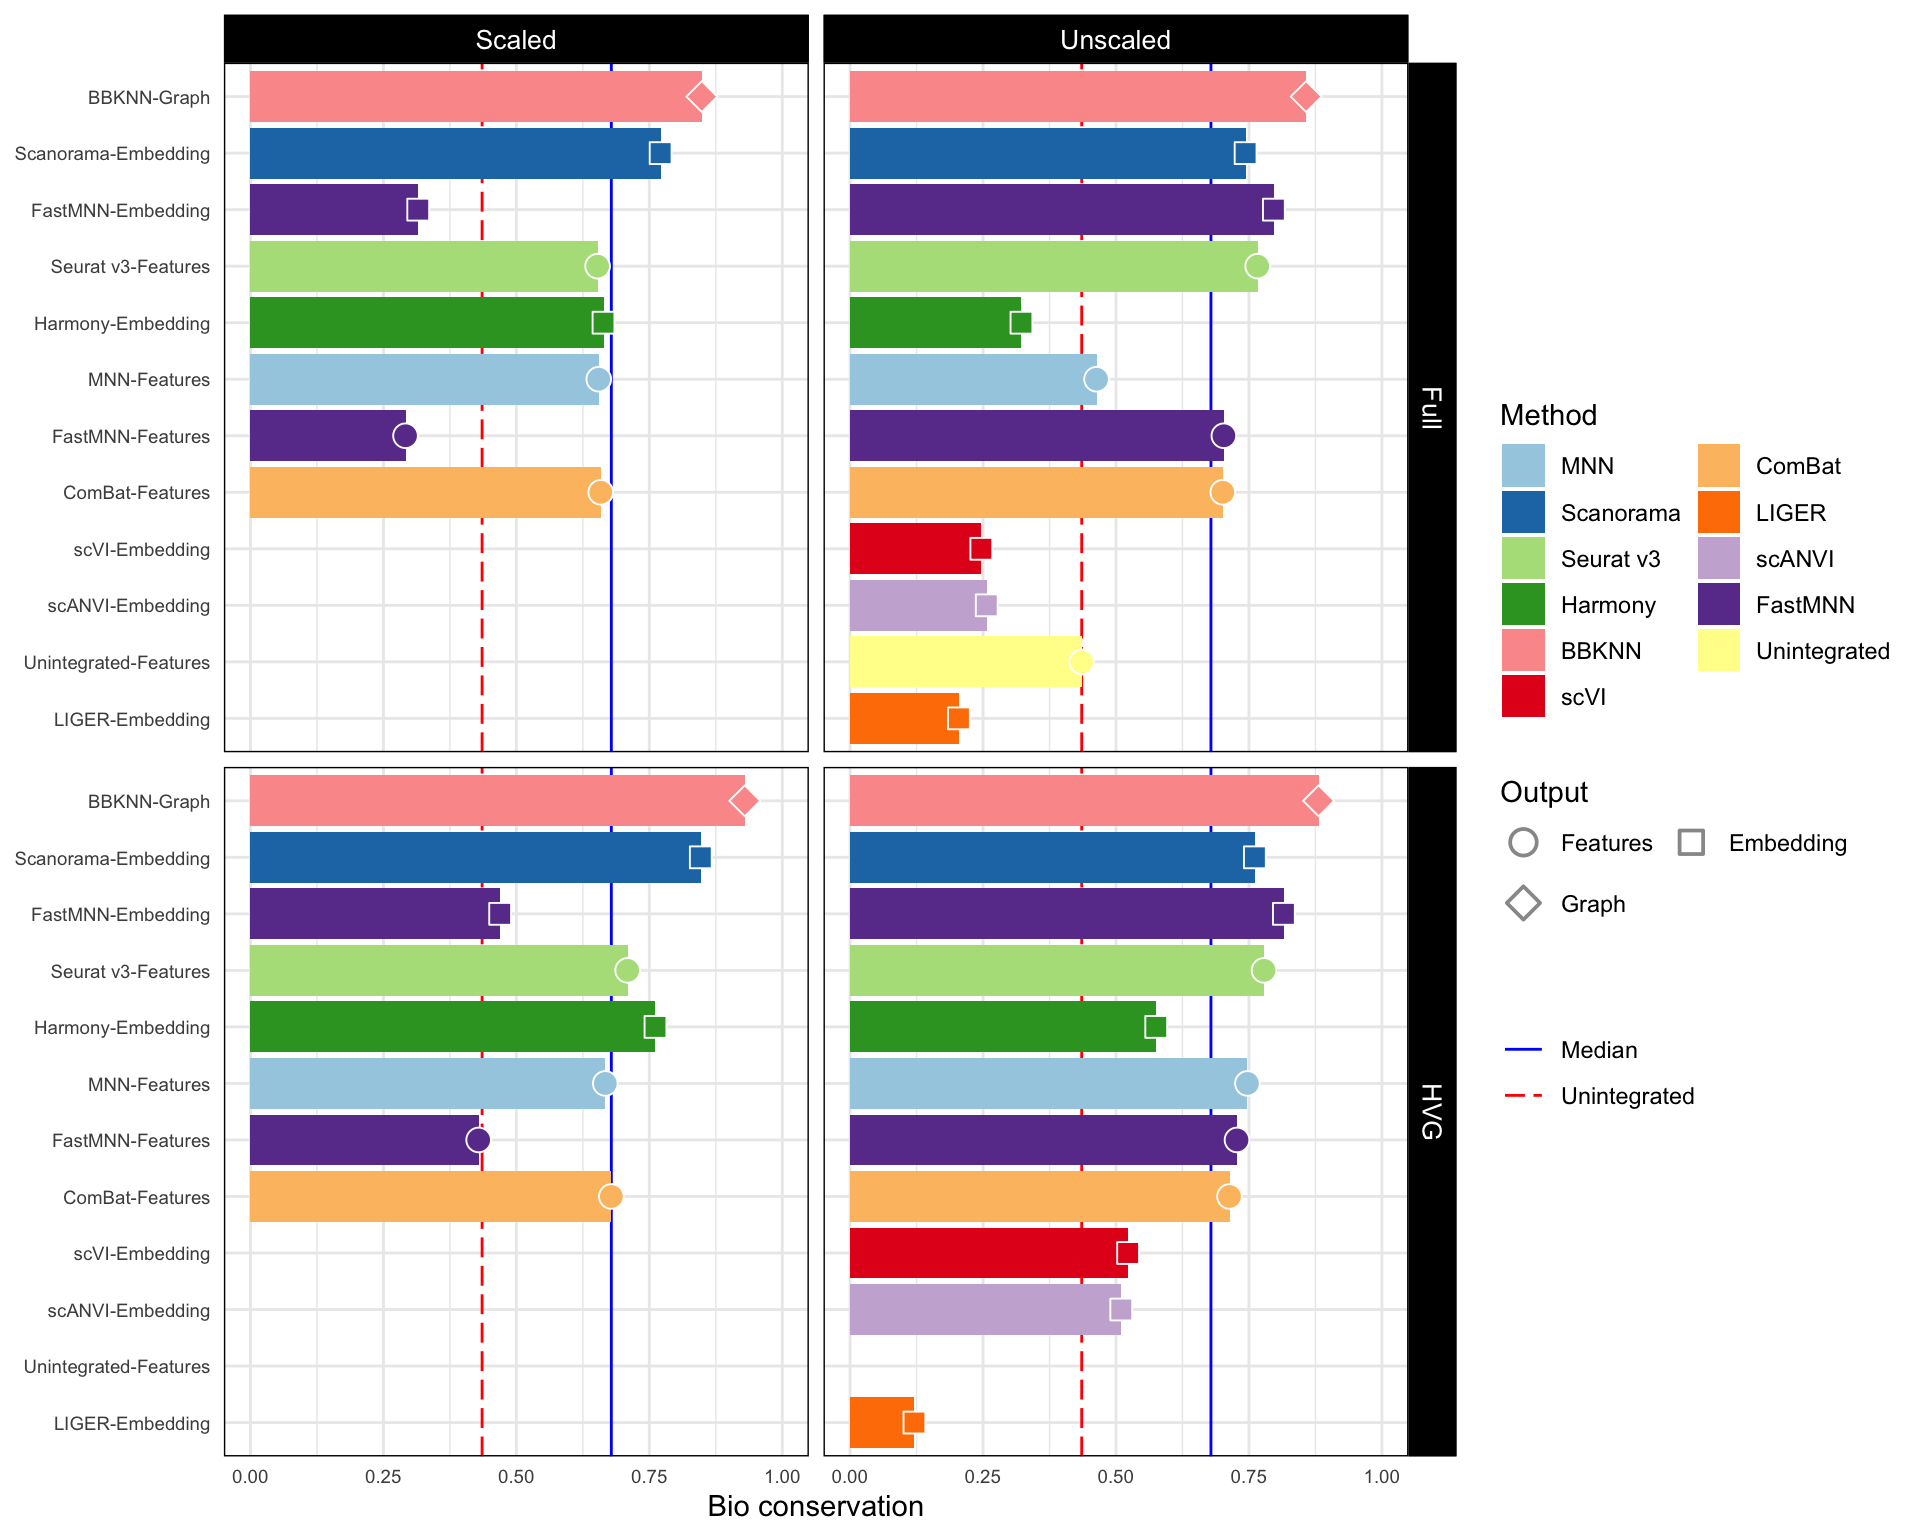 Scaled
Unscaled
BBKNN-Graph
Scanorama-Embedding
FastMNN-Embedding
Seurat v3-Features
Harmony-Embedding
MNN-Features
FastMNN-Features
ComBat-Features
scVI-Embedding
scANVI-Embedding
Unintegrated-Features
LIGER-Embedding
Full
BBKNN-Graph
Scanorama-Embedding
FastMNN-Embedding
Seurat v3-Features
Harmony-Embedding
MNN-Features
FastMNN-Features
ComBat-Features
scVI-Embedding
scANVI-Embedding
Unintegrated-Features
LIGER-Embedding
HVG
0.00 0.25 0.50 0.75 1.00
0.00 0.25 0.50 0.75 1.00
Bio conservation
Method
MNN
Scanorama
Seurat v3
Harmony
BBKNN
scVI
ComBat
LIGER
scANVI
FastMNN
Unintegrated
Output
Features
Embedding
Graph
Median
Unintegrated